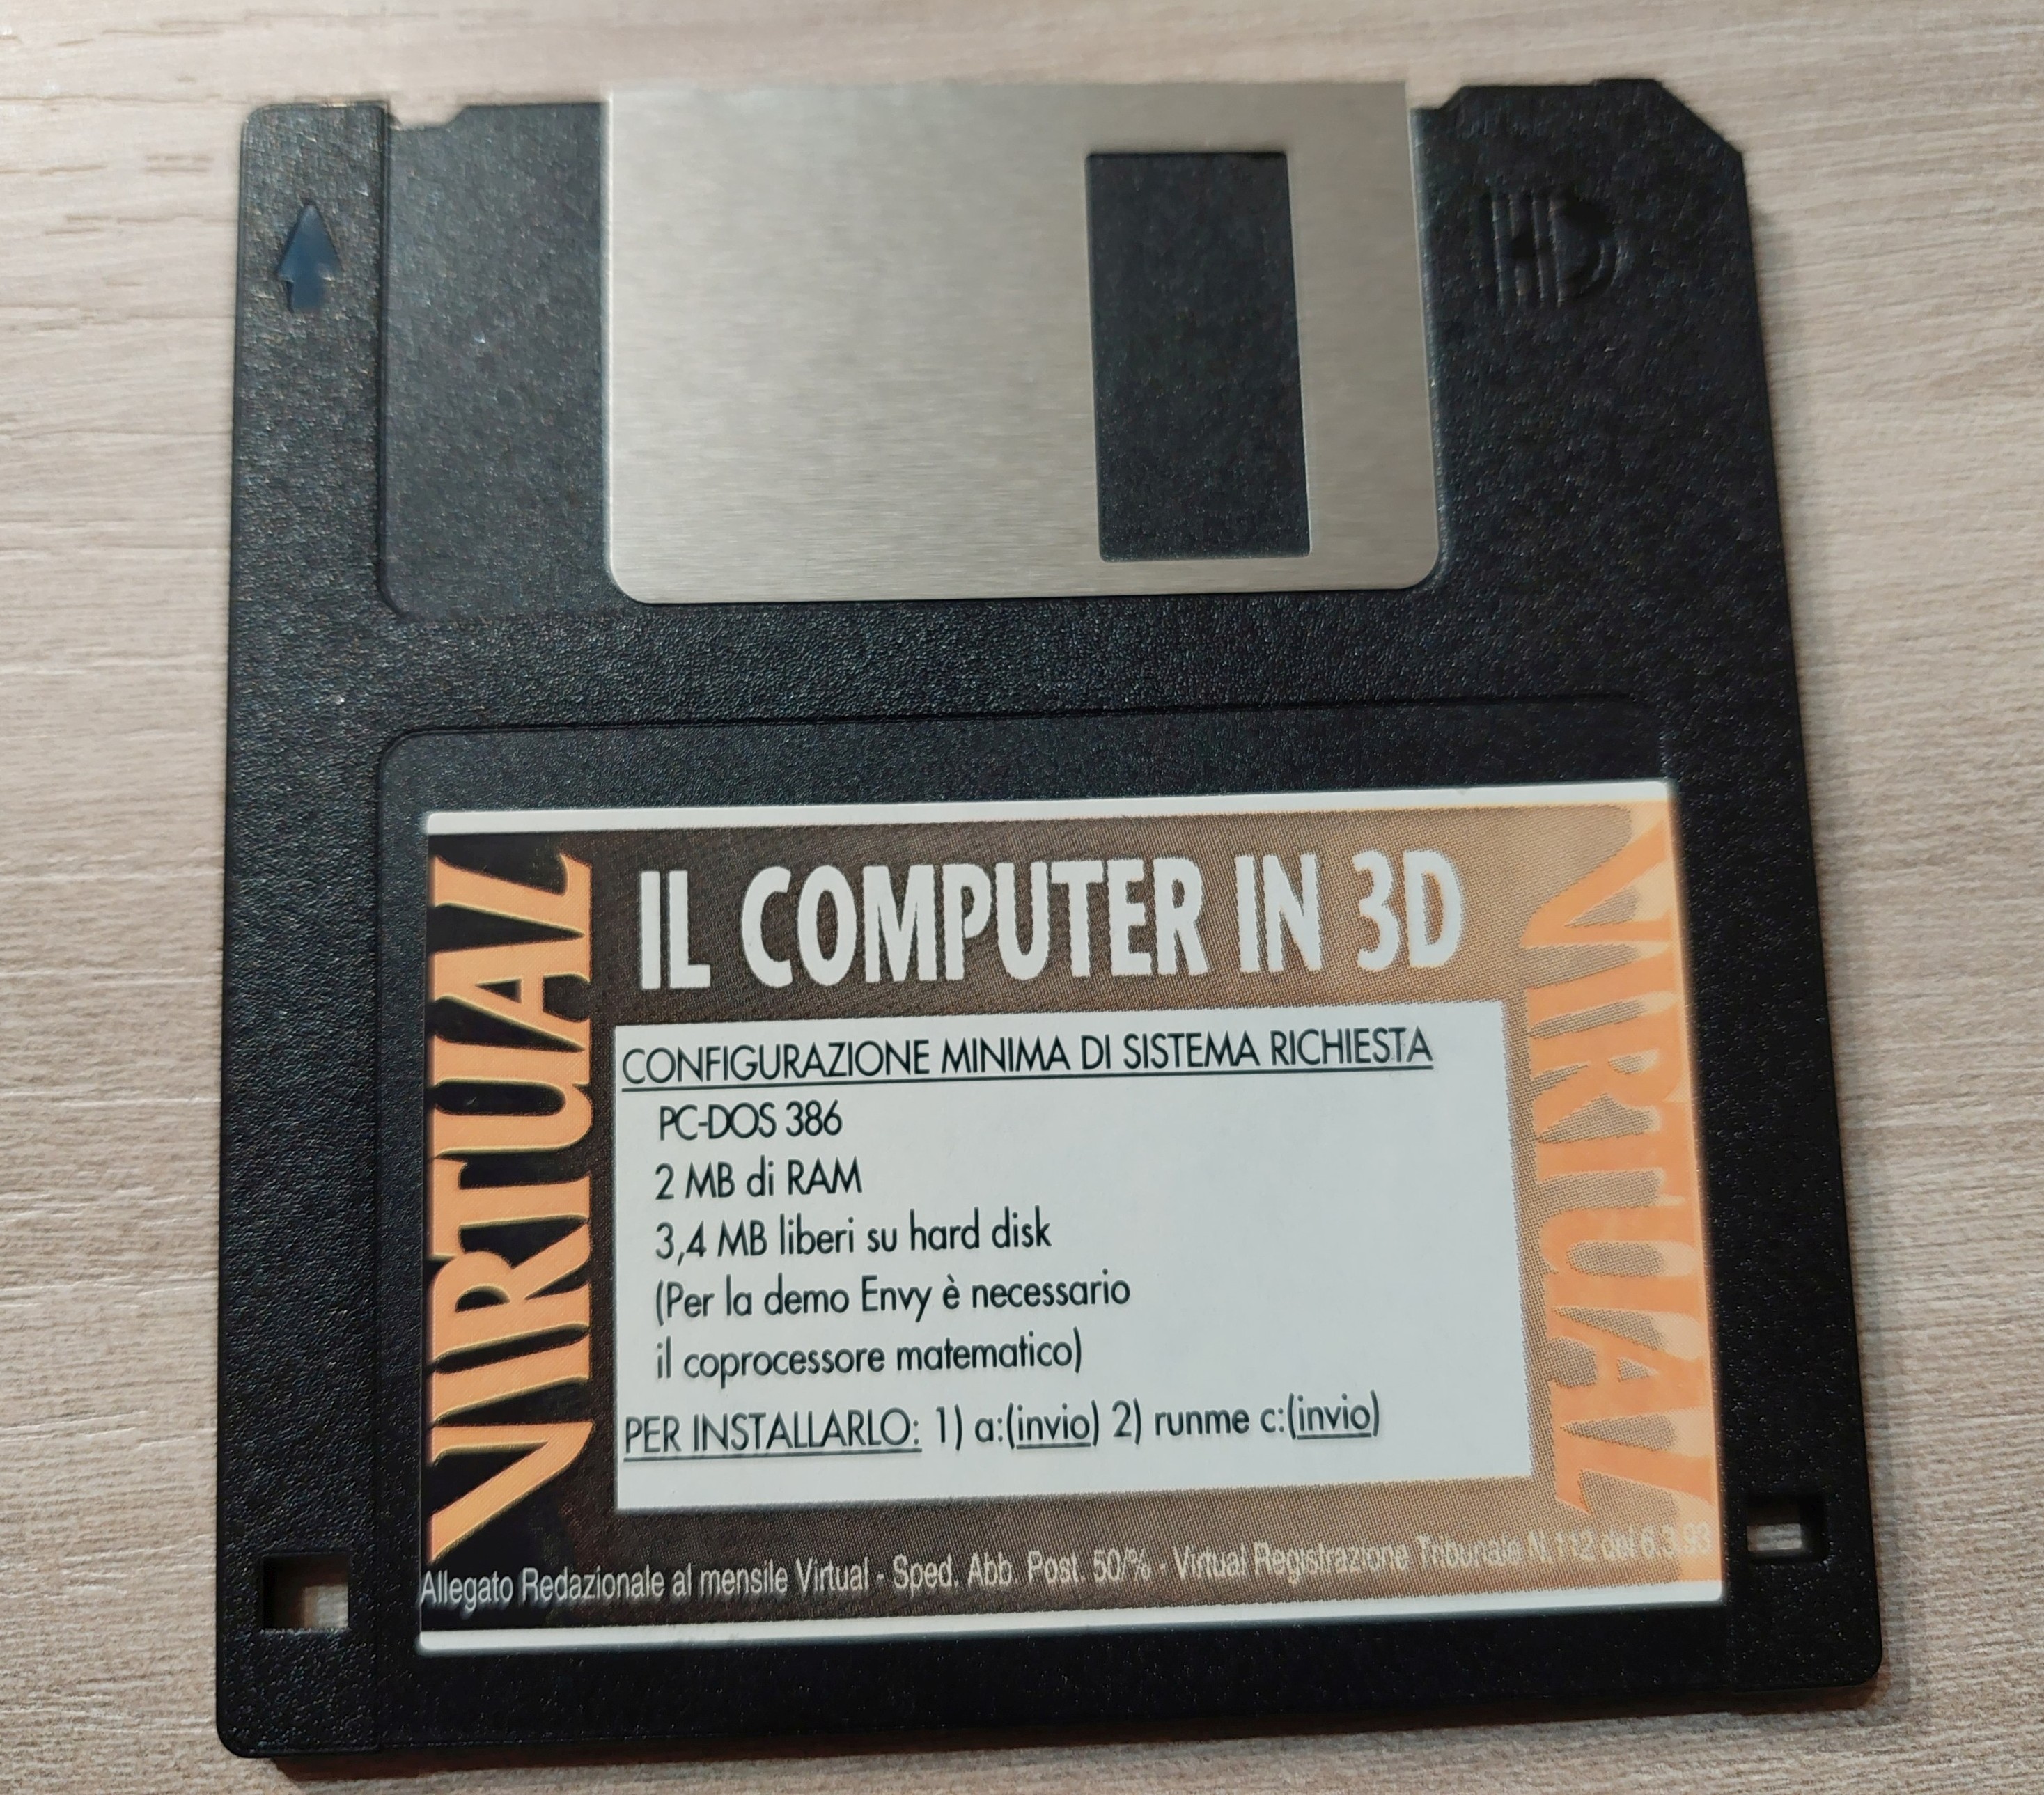 HD
VIRTUAL
IL COMPUTER IN 3D
VIRTUAL
CONFIGURAZIONE MINIMA DI SISTEMA RICHIESTA
PC-DOS 386
2 MB di RAM
3,4 MB liberi su hard disk
(Per la demo Envy è necessario
il coprocessore matematico)
PER INSTALLARLO: 1) a:(invio) 2) runme c:(invio)
Allegato Redazionale al mensile Virtual - Sped. Abb. Post. 50/% - Virtual Registrazione Tribunale N.112 del 6.3.93